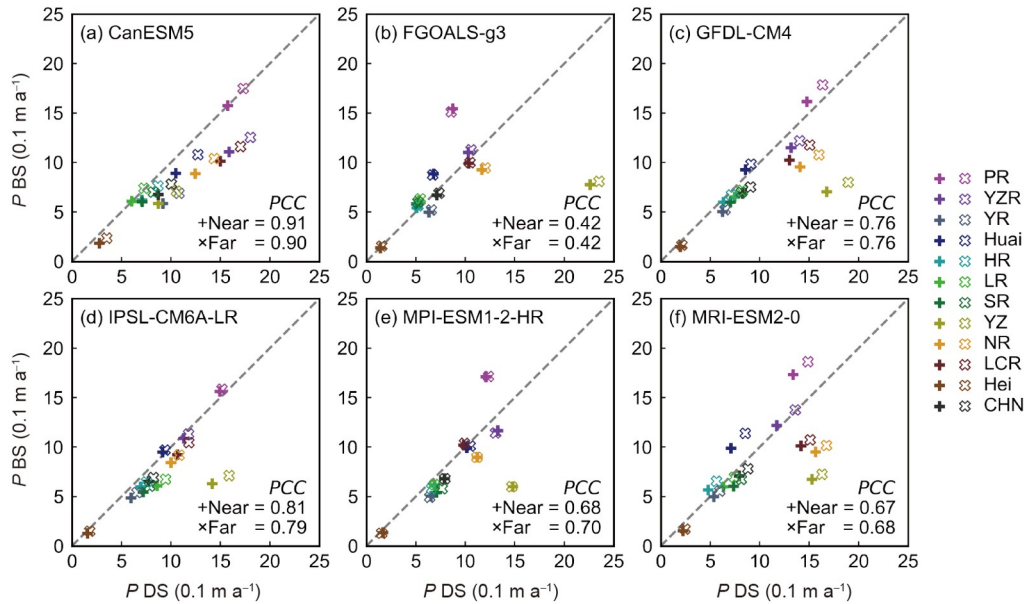 (a) CanESM5
PCC
+Near = 0.91
×Far = 0.90
P BS (0.1 m a⁻¹)
25
20
15
10
5
0
0 5 10 15 20 25
(b) FGOALS-g3
PCC
+Near = 0.42
×Far = 0.42
25
20
15
10
5
0
0 5 10 15 20 25
(c) GFDL-CM4
PCC
+Near = 0.76
×Far = 0.76
25
20
15
10
5
0
0 5 10 15 20 25
(d) IPSL-CM6A-LR
PCC
+Near = 0.81
×Far = 0.79
P BS (0.1 m a⁻¹)
25
20
15
10
5
0
0 5 10 15 20 25
P DS (0.1 m a⁻¹)
(e) MPI-ESM1-2-HR
PCC
+Near = 0.68
×Far = 0.70
25
20
15
10
5
0
0 5 10 15 20 25
P DS (0.1 m a⁻¹)
(f) MRI-ESM2-0
PCC
+Near = 0.67
×Far = 0.68
25
20
15
10
5
0
0 5 10 15 20 25
P DS (0.1 m a⁻¹)
PR
YZR
YR
Huai
HR
LR
SR
YZ
NR
LCR
Hei
CHN